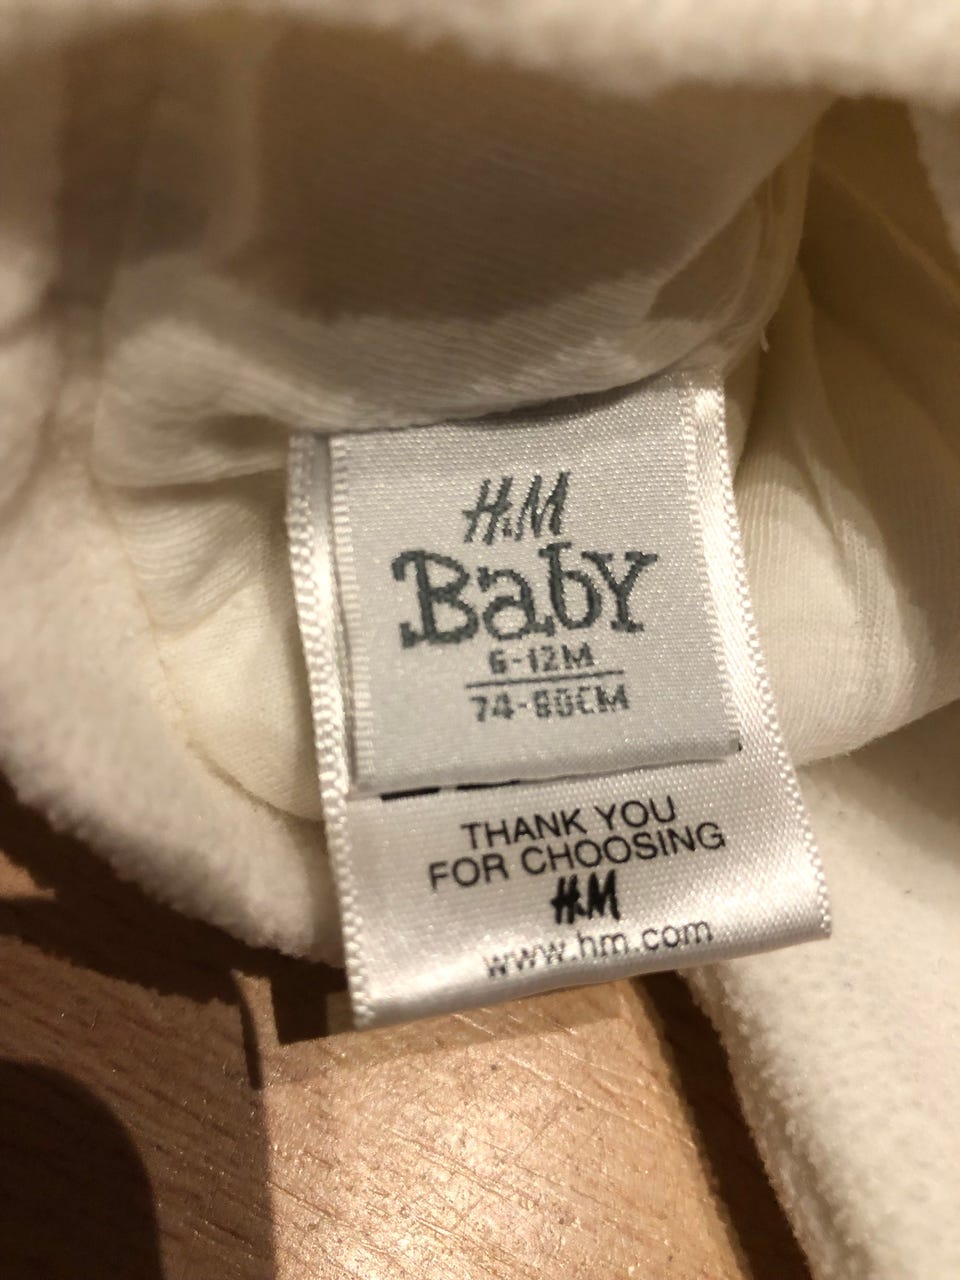 H&M
Baby
6-12M
74-80CM
THANK YOU
FOR CHOOSING
H&M
www.hm.com